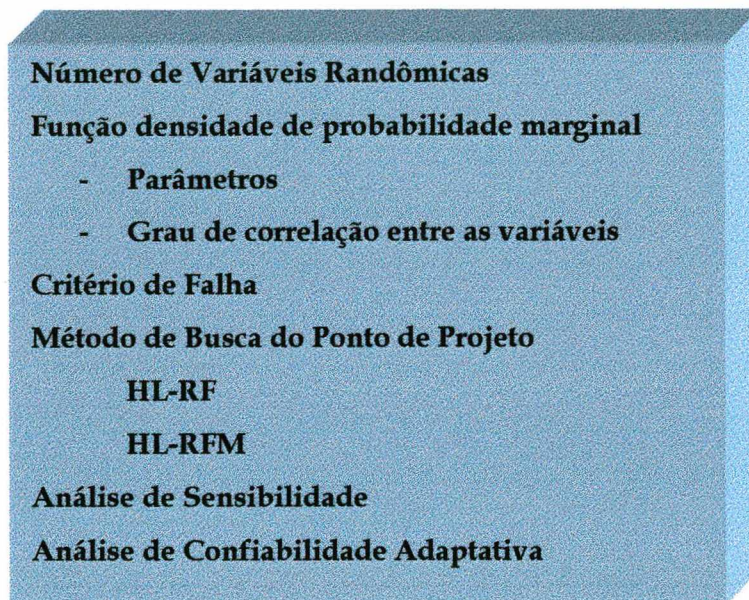 Número de Variáveis Randômicas
Função densidade de probabilidade marginal
- Parâmetros
- Grau de correlação entre as variáveis
Critério de Falha
Método de Busca do Ponto de Projeto
HL-RF
HL-RFM
Análise de Sensibilidade
Análise de Confiabilidade Adaptativa